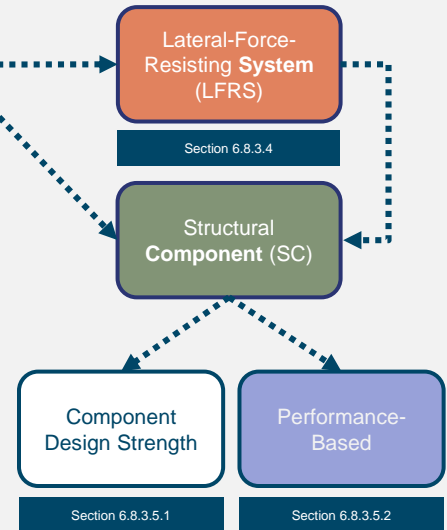 Lateral-Force-
Resisting System
(LFRS)
Section 6.8.3.4
Structural
Component (SC)
Component
Design Strength
Performance-
Based
Section 6.8.3.5.1
Section 6.8.3.5.2